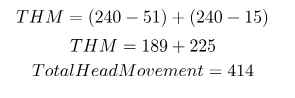 THM = (240 − 51) + (240 − 15)
THM = 189 + 225
TotalHeadMovement = 414